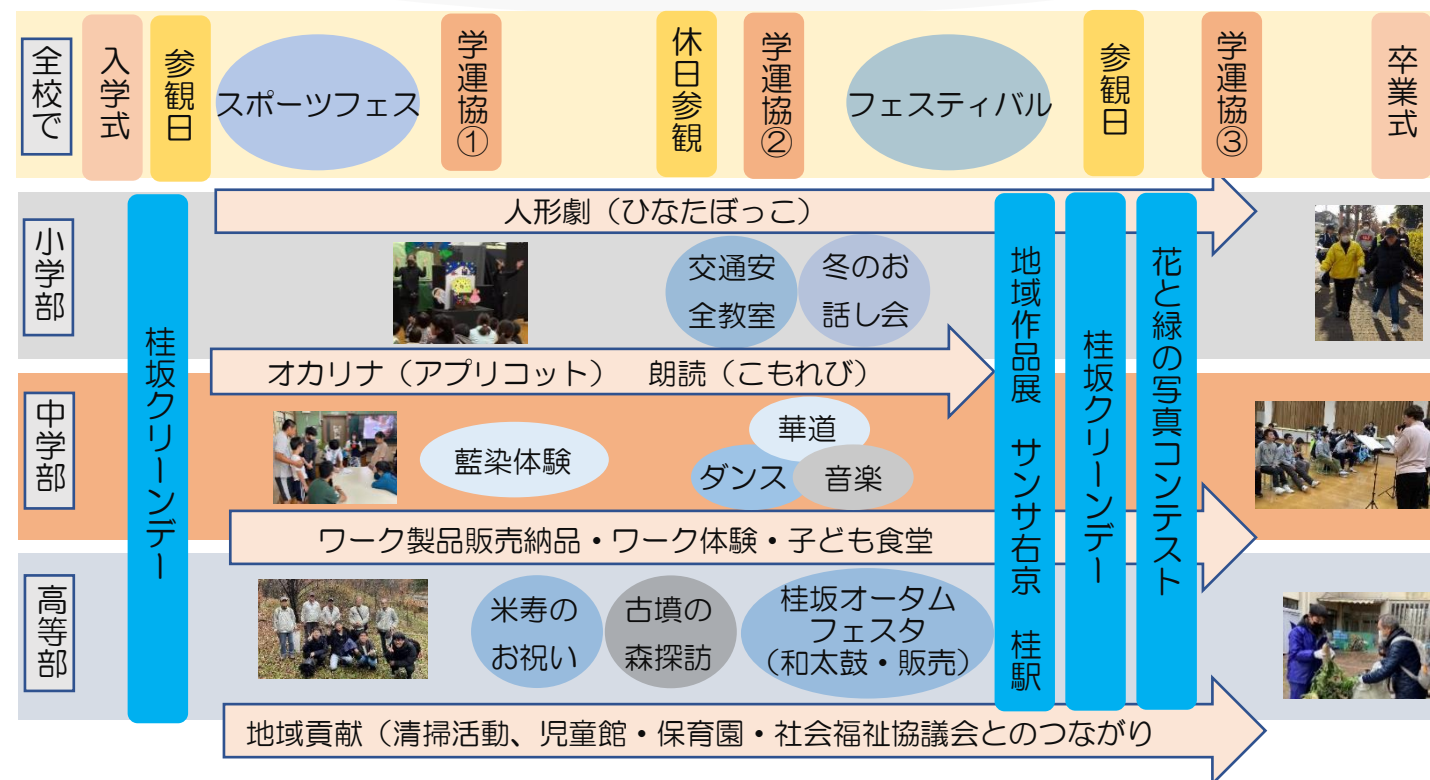 全校で
入学式
参観日
スポーツフェス
学運協①
休日参観
学運協②
フェスティバル
参観日
学運協③
卒業式
小学部
中学部
高等部
桂坂クリーンデー
人形劇（ひなたぼっこ）
交通安
全教室
冬のお
話し会
オカリナ（アプリコット）　朗読（こもれび）
藍染体験
華道
ダンス
音楽
ワーク製品販売納品・ワーク体験・子ども食堂
米寿の
お祝い
古墳の
森探訪
桂坂オータム
フェスタ
（和太鼓・販売）
地域貢献（清掃活動、児童館・保育園・社会福祉協議会とのつながり
地域作品展　サンサ右京　桂駅
桂坂クリーンデー
花と緑の写真コンテスト